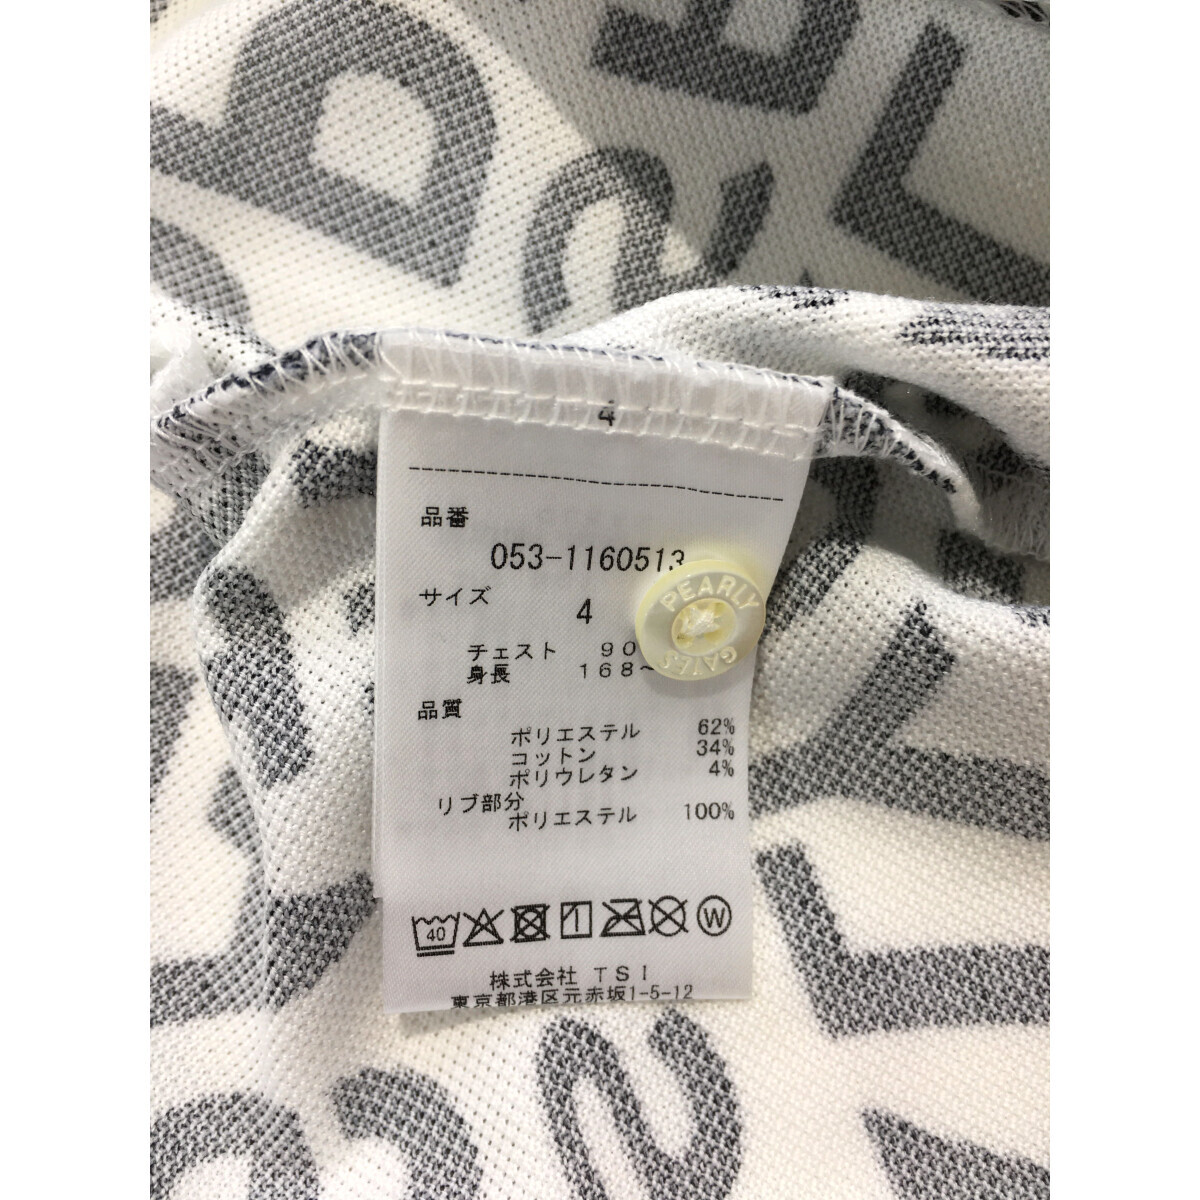 4
品番
053-1160513
サイズ
4
チェスト 90
身長 168~
品質
ポリエステル 62%
コットン 34%
ポリウレタン 4%
リブ部分
ポリエステル 100%
40
W
株式会社 TSI
東京都港区元赤坂1-5-12
PEARLY
GATES